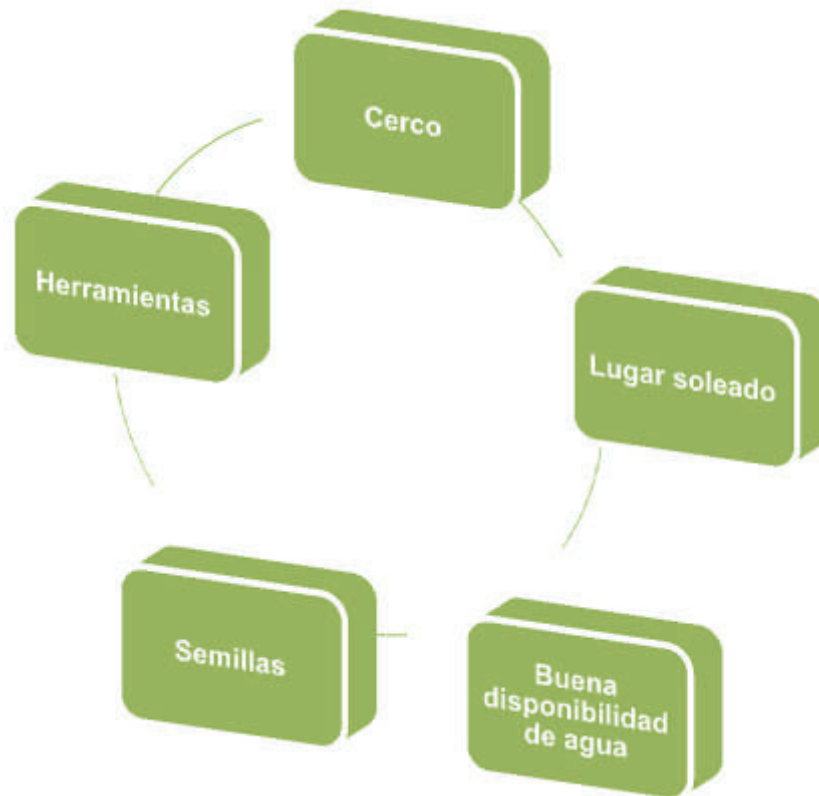 Cerco
Lugar soleado
Buena
disponibilidad
de agua
Semillas
Herramientas